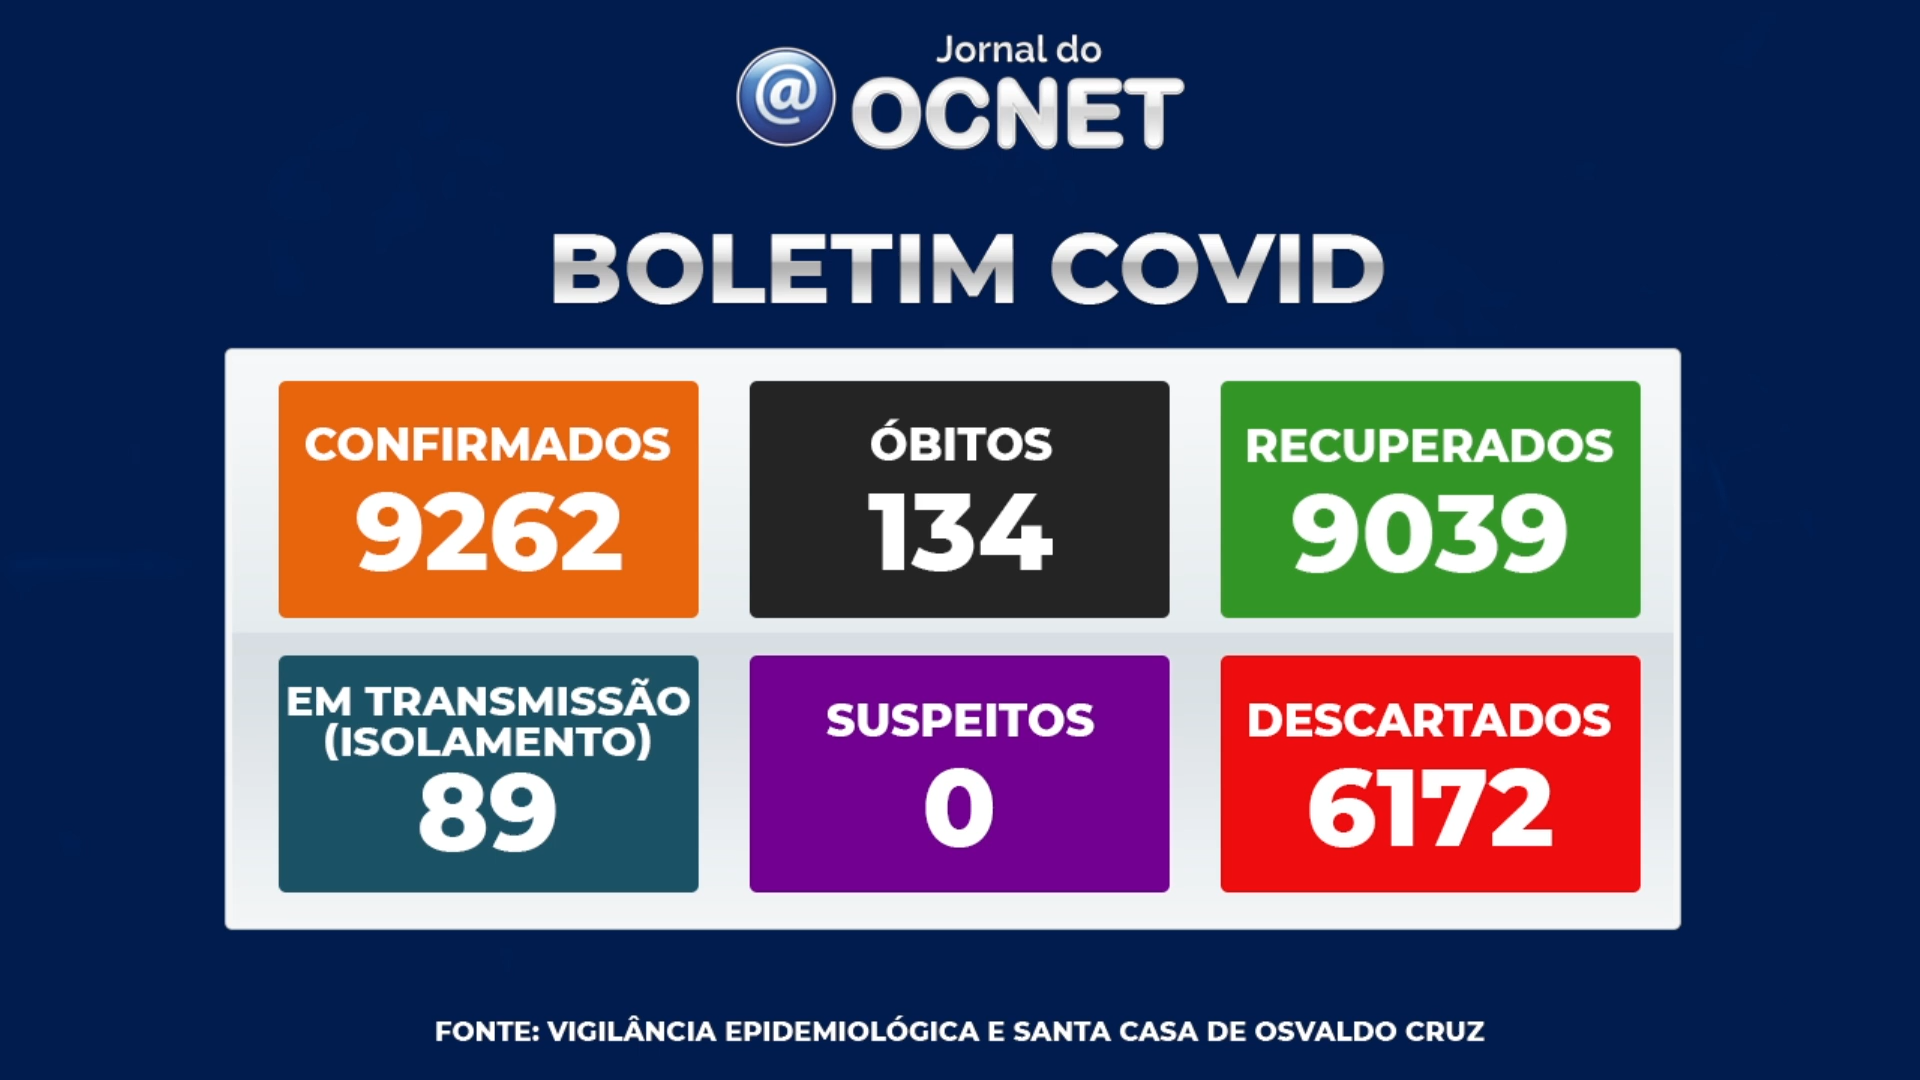 Jornal do
@ OCNET
BOLETIM COVID
CONFIRMADOS
9262
ÓBITOS
134
RECUPERADOS
9039
EM TRANSMISSÃO
(ISOLAMENTO)
89
SUSPEITOS
0
DESCARTADOS
6172
FONTE: VIGILÂNCIA EPIDEMIOLÓGICA E SANTA CASA DE OSVALDO CRUZ